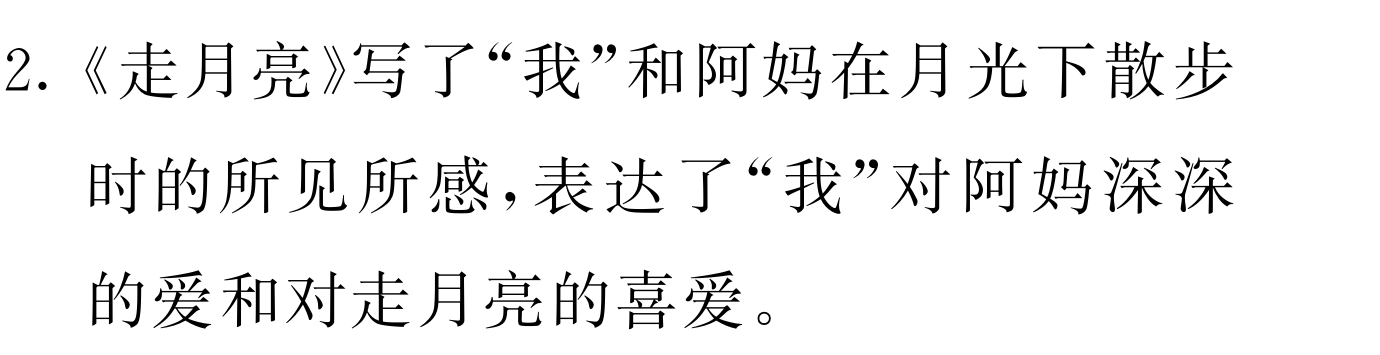 2.《走月亮》写了“我”和阿妈在月光下散步
时的所见所感,表达了“我”对阿妈深深
的爱和对走月亮的喜爱。